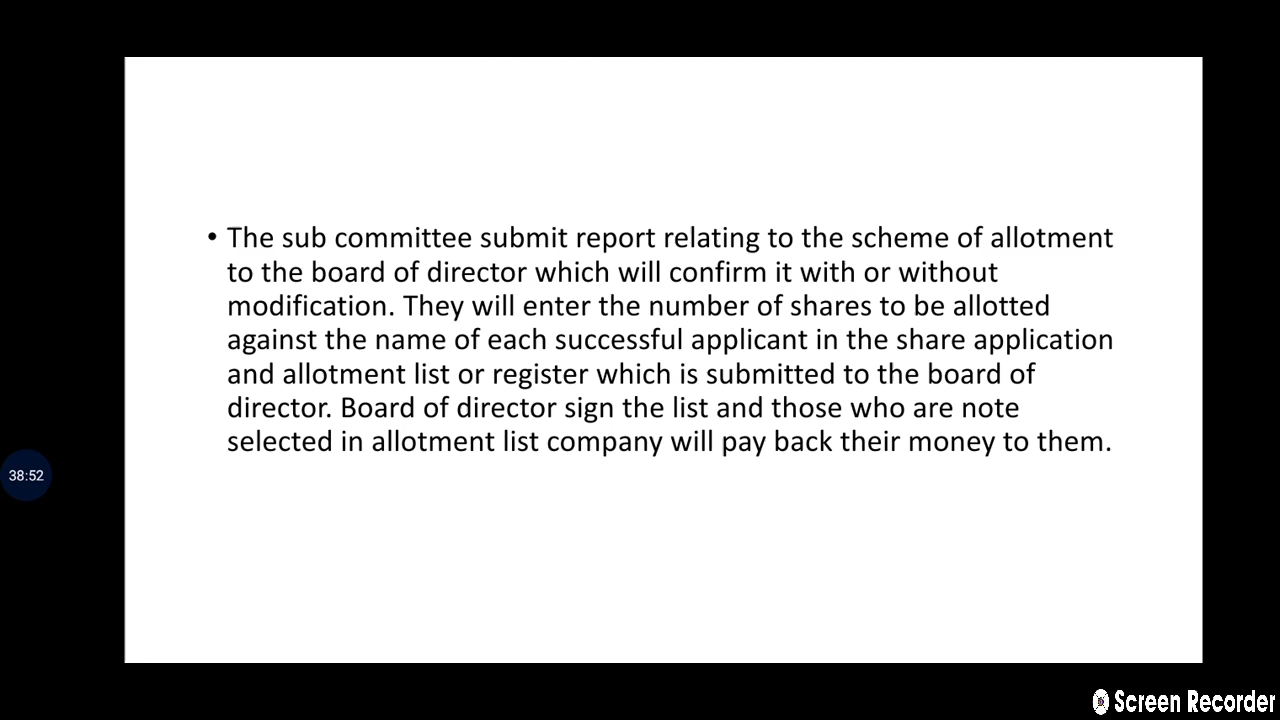 • The sub committee submit report relating to the scheme of allotment
to the board of director which will confirm it with or without
modification. They will enter the number of shares to be allotted
against the name of each successful applicant in the share application
and allotment list or register which is submitted to the board of
director. Board of director sign the list and those who are note
selected in allotment list company will pay back their money to them.
38:52
Screen Recorder